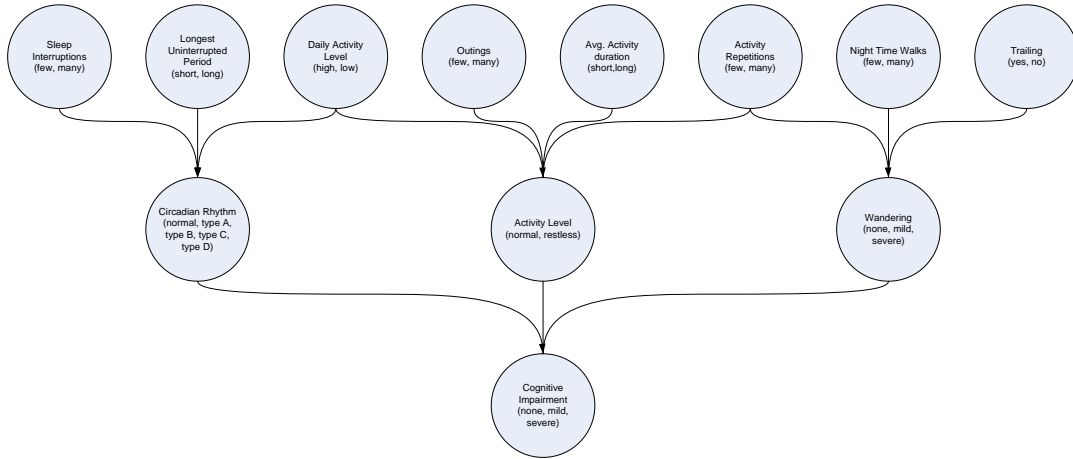 Sleep
Interruptions
(few, many)
Longest
Uninterrupted
Period
(short, long)
Daily Activity
Level
(high, low)
Outings
(few, many)
Avg. Activity
duration
(short,long)
Activity
Repetitions
(few, many)
Night Time Walks
(few, many)
Trailing
(yes, no)
Circadian Rhythm
(normal, type A,
type B, type C,
type D)
Activity Level
(normal, restless)
Wandering
(none, mild,
severe)
Cognitive
Impairment
(none, mild,
severe)